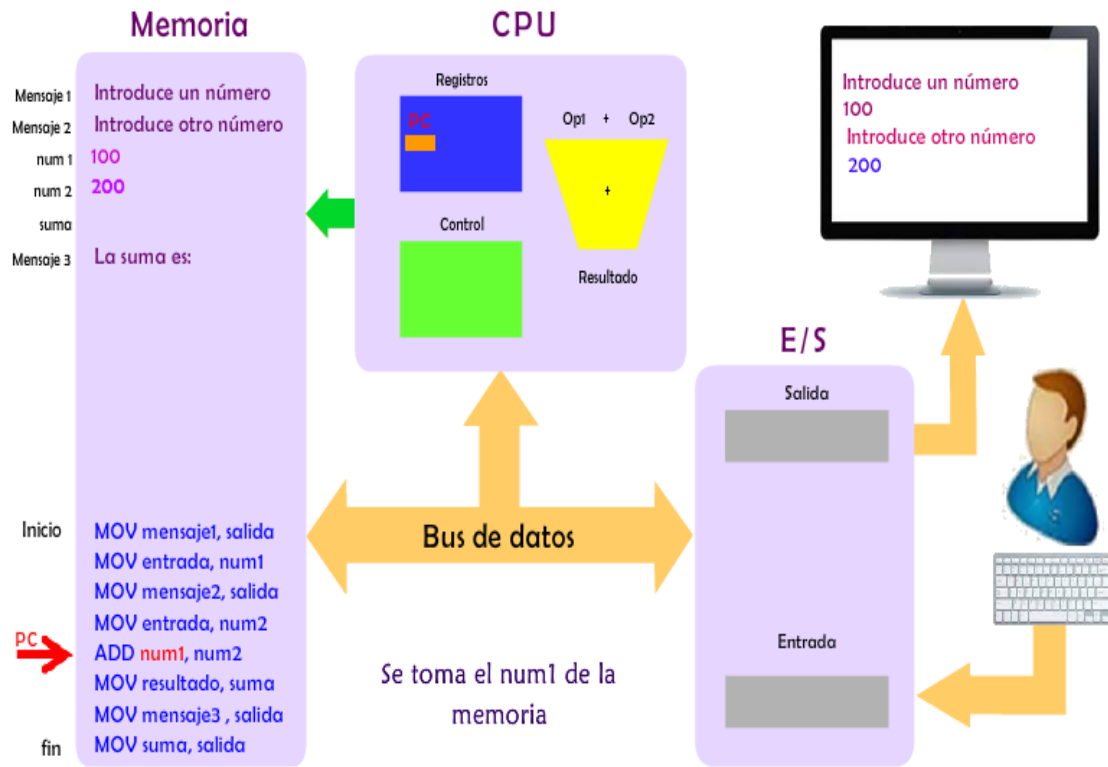 Memoria
Mensaje 1 Introduce un número
Mensaje 2 Introduce otro número
num 1 100
num 2 200
suma
Mensaje 3 La suma es:
Inicio MOV mensaje1, salida
MOV entrada, num1
MOV mensaje2, salida
MOV entrada, num2
PC ADD num1, num2
MOV resultado, suma
MOV mensaje3 , salida
fin MOV suma, salida
CPU
Registros
PC
Op1 + Op2
+
Control
Resultado
Bus de datos
Se toma el num1 de la
memoria
E/S
Salida
Entrada
Introduce un número
100
Introduce otro número
200
S